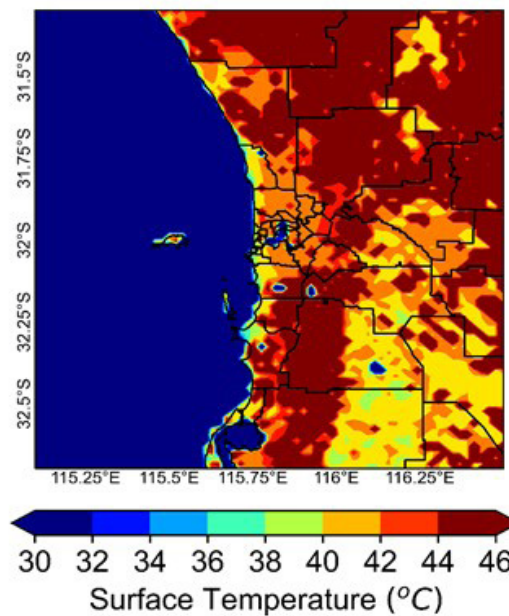 31.5°S
31.75°S
32°S
32.25°S
32.5°S
115.25°E 115.5°E 115.75°E 116°E 116.25°E
30 32 34 36 38 40 42 44 46
Surface Temperature (°C)